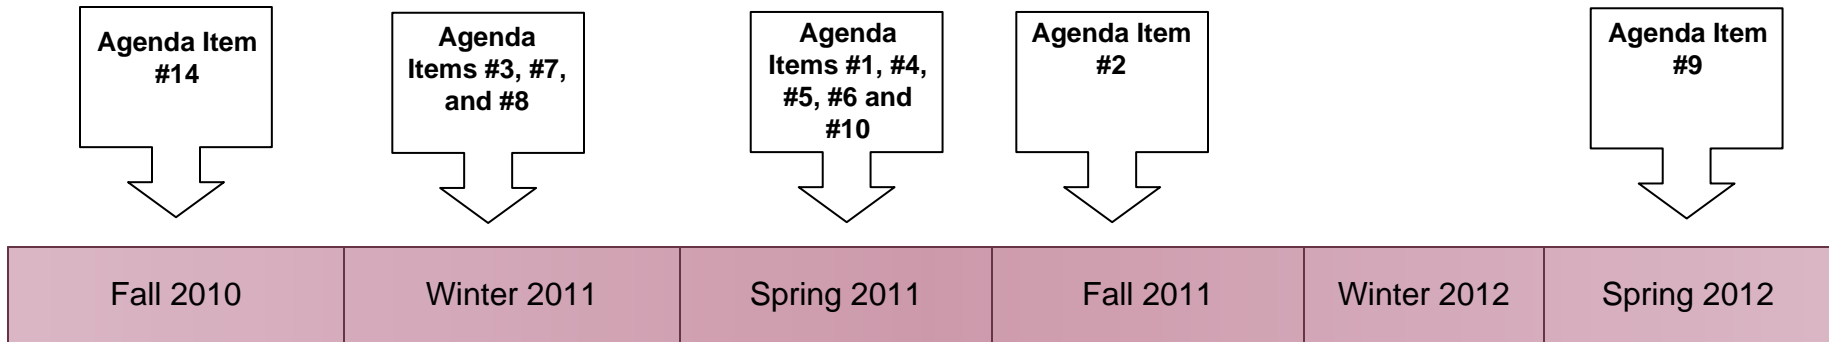 Agenda Item
#14
Agenda
Items #3, #7,
and #8
Agenda
Items #1, #4,
#5, #6 and
#10
Agenda Item
#2
Agenda Item
#9
Fall 2010
Winter 2011
Spring 2011
Fall 2011
Winter 2012
Spring 2012